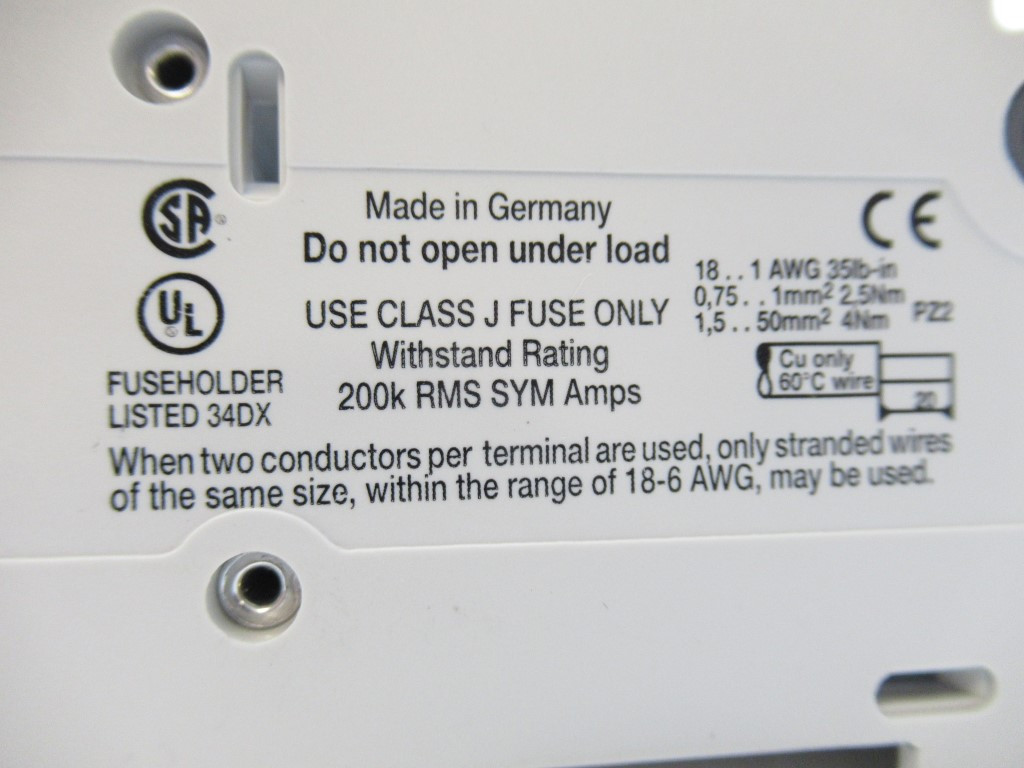 SA ®
Made in Germany
CE
Do not open under load
18 . . 1 AWG 35lb-in
0,75 . . 1mm² 2,5Nm
1,5 . . 50mm² 4Nm PZ2
UL ®
USE CLASS J FUSE ONLY
Withstand Rating
200k RMS SYM Amps
Cu only
60°C wire
20
FUSEHOLDER
LISTED 34DX
When two conductors per terminal are used, only stranded wires
of the same size, within the range of 18-6 AWG, may be used.